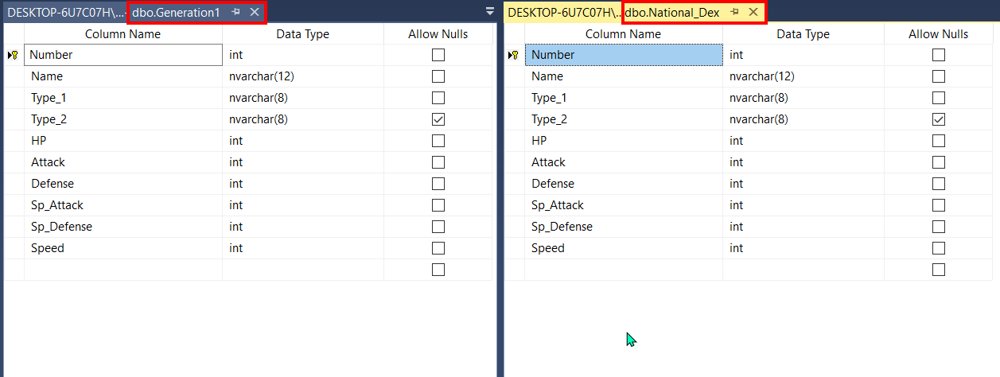 DESKTOP-6U7C07H\...-dbo.Generation1
Column Name Data Type Allow Nulls
Number int
Name nvarchar(12)
Type_1 nvarchar(8)
Type_2 nvarchar(8)
HP int
Attack int
Defense int
Sp_Attack int
Sp_Defense int
Speed int
DESKTOP-6U7C07H\...dbo.National_Dex
Column Name Data Type Allow Nulls
Number int
Name nvarchar(12)
Type_1 nvarchar(8)
Type_2 nvarchar(8)
HP int
Attack int
Defense int
Sp_Attack int
Sp_Defense int
Speed int